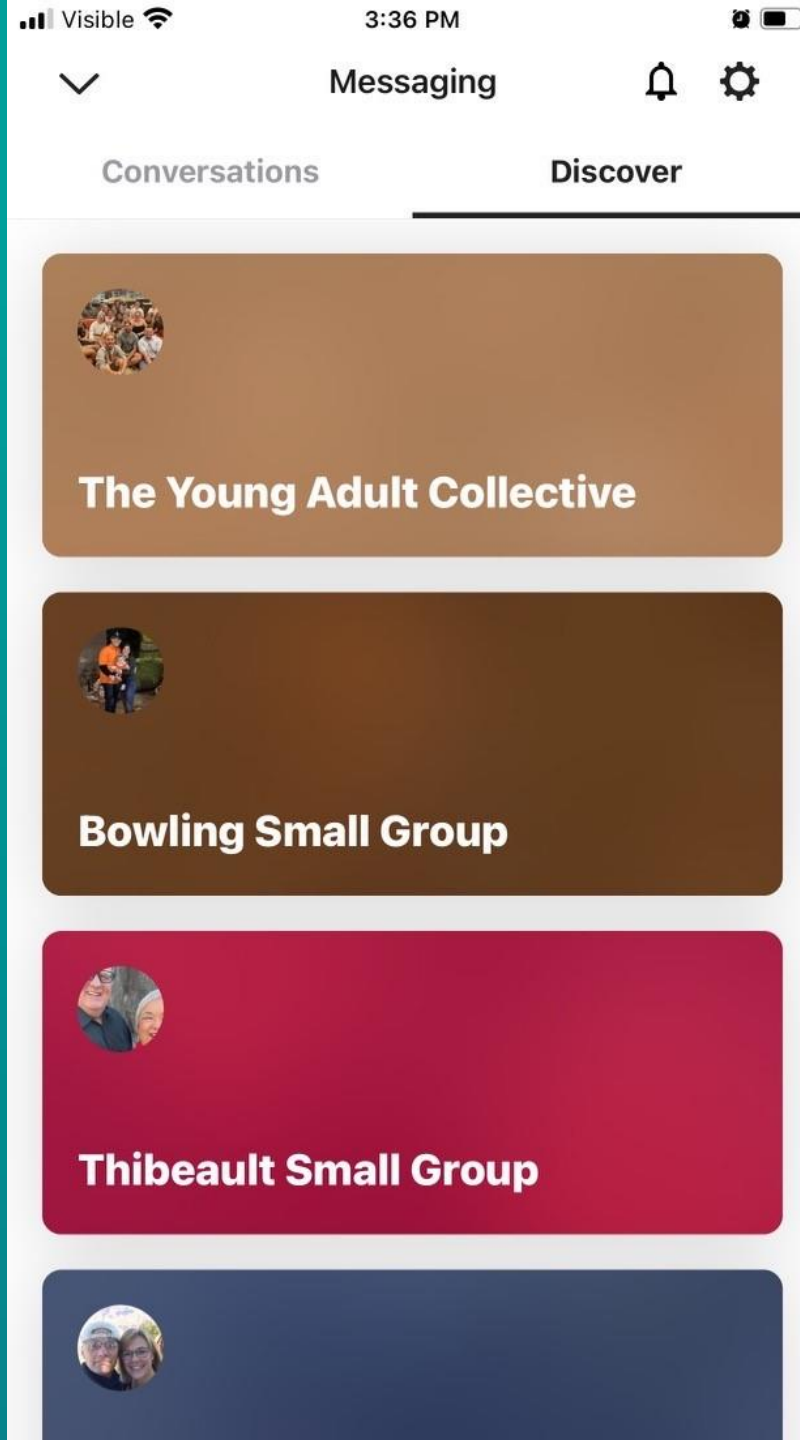 Visible 3:36 PM
Messaging
Conversations Discover
The Young Adult Collective
Bowling Small Group
Thibeault Small Group